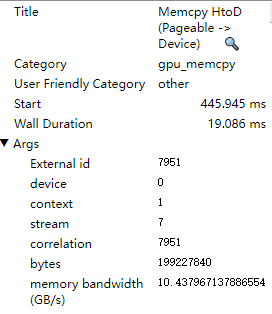 Title Memcpy HtoD
(Pageable ->
Device)
Category gpu_memcpy
User Friendly Category other
Start 445.945 ms
Wall Duration 19.086 ms
Args
External id 7951
device 0
context 1
stream 7
correlation 7951
bytes 199227840
memory bandwidth 10.437967137886554
(GB/s)